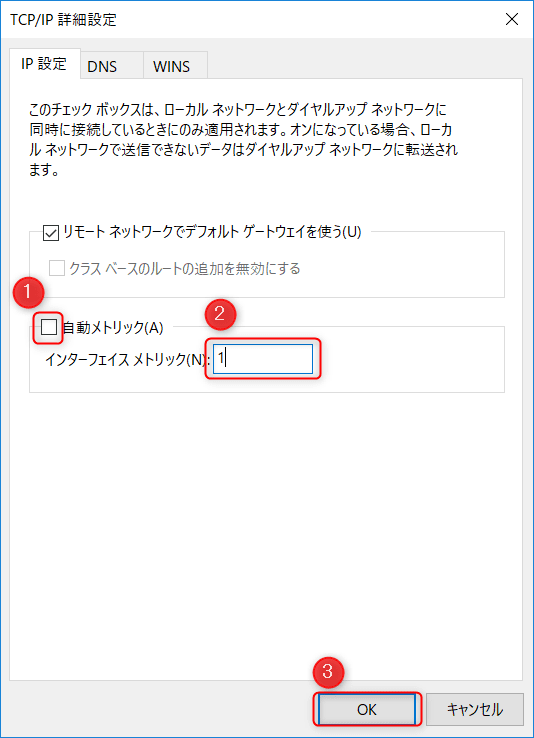 TCP/IP 詳細設定
IP 設定 DNS WINS
このチェック ボックスは、ローカル ネットワークとダイヤルアップ ネットワークに
同時に接続しているときにのみ適用されます。オンになっている場合、ローカ
ル ネットワークで送信できないデータはダイヤルアップ ネットワークに転送され
ます。
リモート ネットワークでデフォルト ゲートウェイを使う(U)
クラス ベースのルートの追加を無効にする
1
自動メトリック(A)
2
インターフェイス メトリック(N): 1
3
OK キャンセル